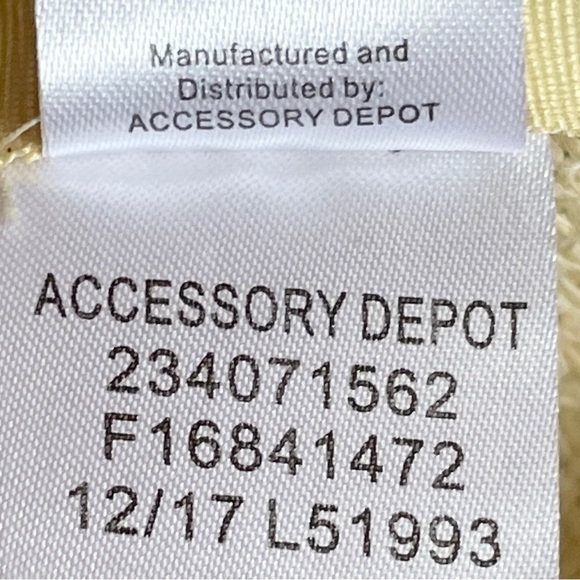 Manufactured and
Distributed by:
ACCESSORY DEPOT
ACCESSORY DEPOT
234071562
F16841472
12/17 L51993